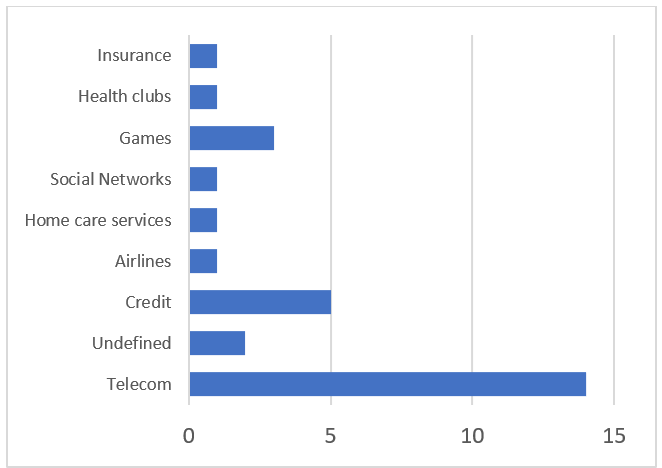 Insurance
Health clubs
Games
Social Networks
Home care services
Airlines
Credit
Undefined
Telecom
0 5 10 15